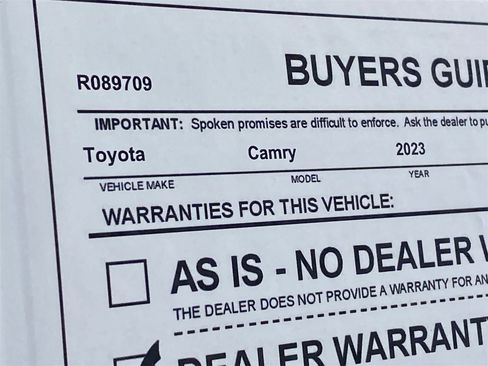 R089709
BUYERS GUI
IMPORTANT: Spoken promises are difficult to enforce. Ask the dealer to pu
Toyota Camry 2023
VEHICLE MAKE MODEL YEAR
WARRANTIES FOR THIS VEHICLE:
AS IS - NO DEALER
THE DEALER DOES NOT PROVIDE A WARRANTY FOR AN
DEALER WARRANT